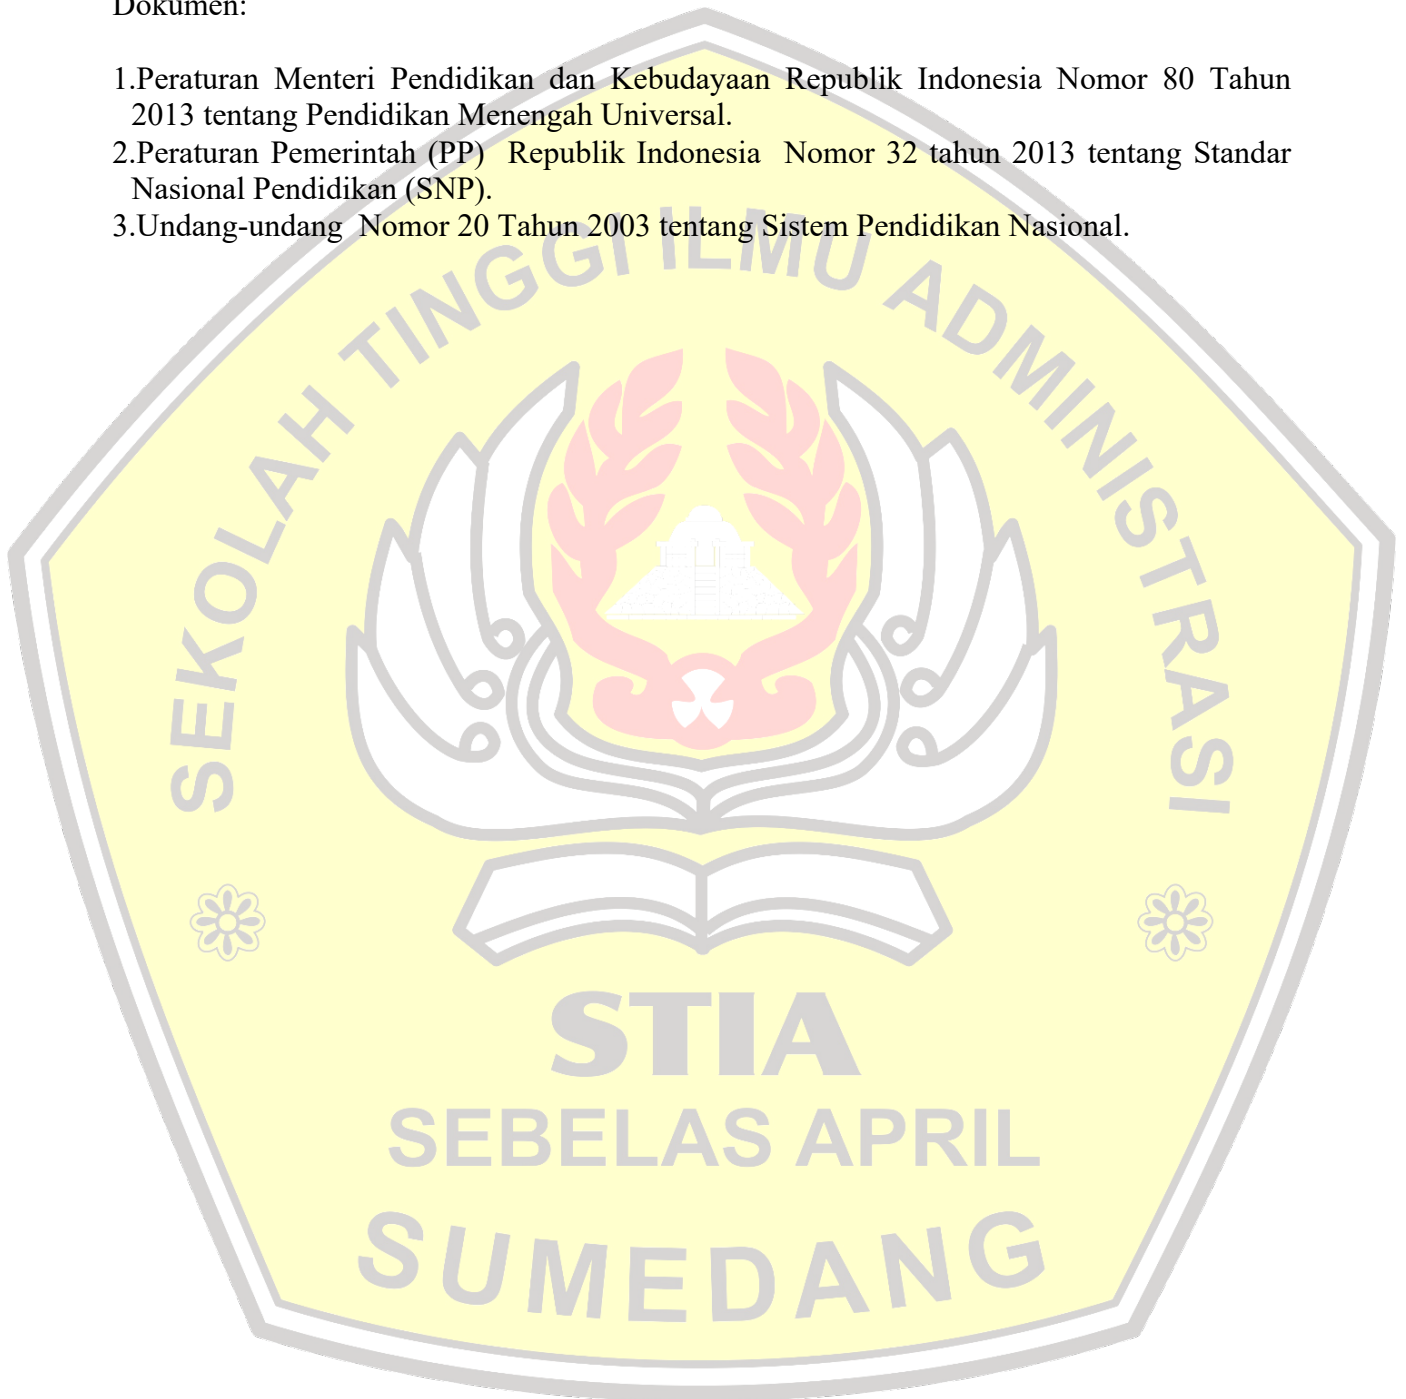 Dokumen:
1.Peraturan Menteri Pendidikan dan Kebudayaan Republik Indonesia Nomor 80 Tahun
2013 tentang Pendidikan Menengah Universal.
2.Peraturan Pemerintah (PP) Republik Indonesia Nomor 32 tahun 2013 tentang Standar
Nasional Pendidikan (SNP).
3.Undang-undang Nomor 20 Tahun 2003 tentang Sistem Pendidikan Nasional.
SEKOLAH TINGGI ILMU ADMINISTRASI
STIA
SEBELAS APRIL
SUMEDANG